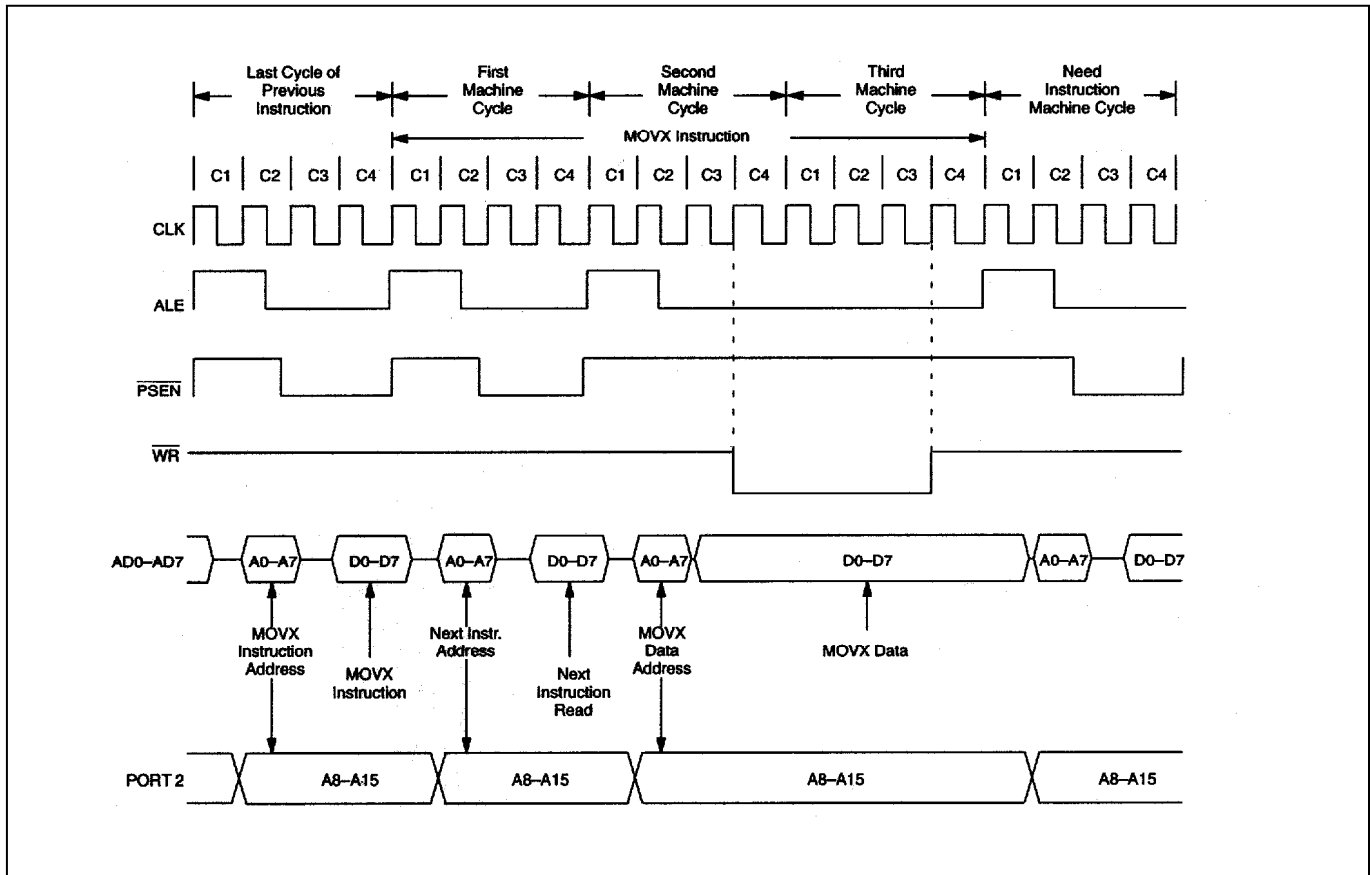 Last Cycle of
Previous
Instruction
First
Machine
Cycle
Second
Machine
Cycle
Third
Machine
Cycle
Need
Instruction
Machine Cycle
MOVX Instruction
C1 C2 C3 C4 C1 C2 C3 C4 C1 C2 C3 C4 C1 C2 C3 C4 C1 C2 C3 C4
CLK
ALE
PSEN
WR
AD0–AD7 A0–A7 D0–D7 A0–A7 D0–D7 A0–A7 D0–D7 A0–A7 D0–D7
MOVX
Instruction
Address
MOVX
Instruction
Next Instr.
Address
Next
Instruction
Read
MOVX
Data
Address
MOVX Data
PORT 2 A8–A15 A8–A15 A8–A15 A8–A15